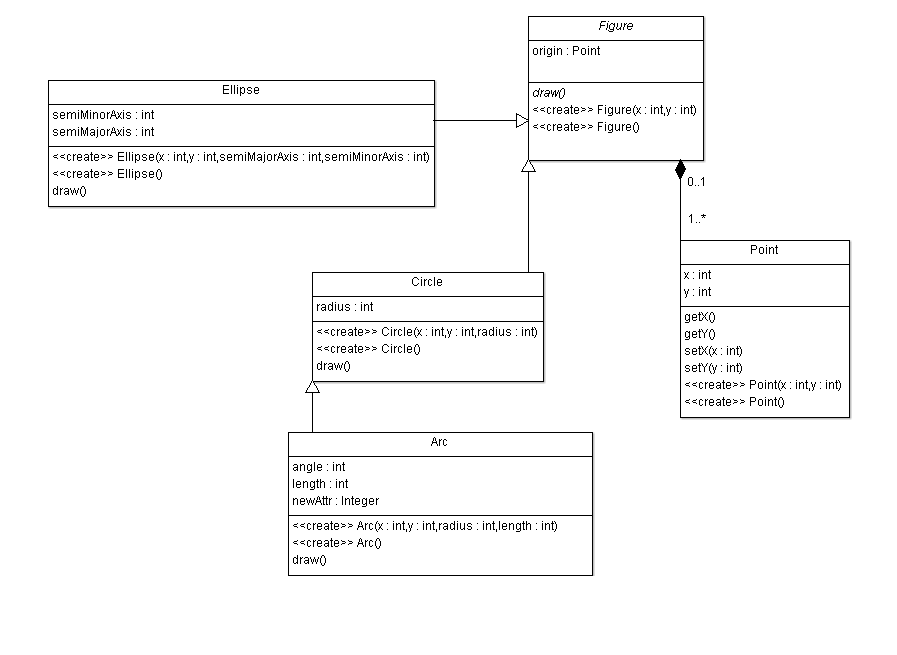 Figure
origin : Point
draw()
<<create>> Figure(x : int,y : int)
<<create>> Figure()
Ellipse
semiMinorAxis : int
semiMajorAxis : int
<<create>> Ellipse(x : int,y : int,semiMajorAxis : int,semiMinorAxis : int)
<<create>> Ellipse()
draw()
0..1
1..*
Point
x : int
y : int
getX()
getY()
setX(x : int)
setY(y : int)
<<create>> Point(x : int,y : int)
<<create>> Point()
Circle
radius : int
<<create>> Circle(x : int,y : int,radius : int)
<<create>> Circle()
draw()
Arc
angle : int
length : int
newAttr : Integer
<<create>> Arc(x : int,y : int,radius : int,length : int)
<<create>> Arc()
draw()